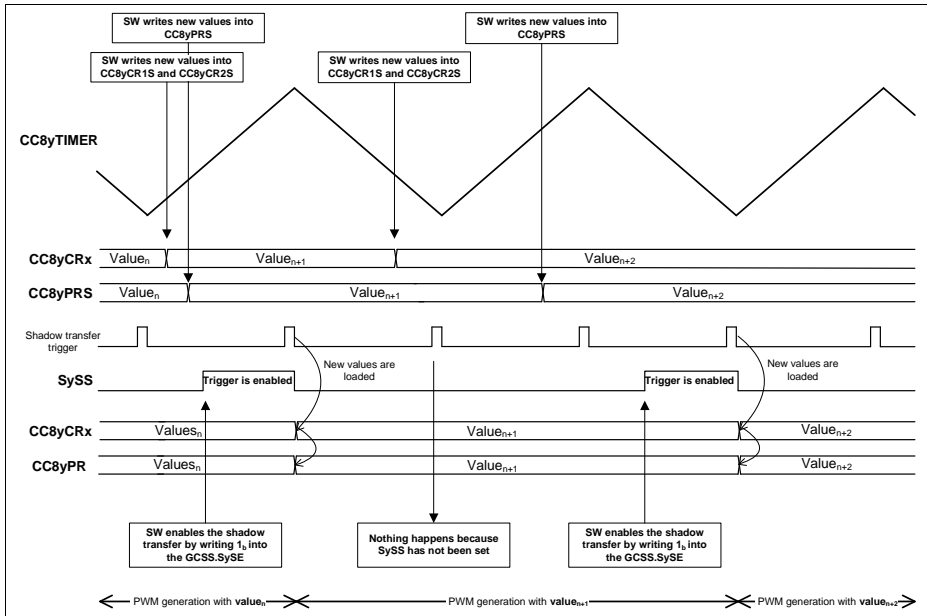 SW writes new values into
CC8yPRS
SW writes new values into
CC8yPRS
SW writes new values into
CC8yCR1S and CC8yCR2S
SW writes new values into
CC8yCR1S and CC8yCR2S
CC8yTIMER
CC8yCRx Valueₙ Valueₙ₊₁ Valueₙ₊₂
CC8yPRS Valueₙ Valueₙ₊₁ Valueₙ₊₂
Shadow transfer
trigger
New values are
loaded
New values are
loaded
SySS Trigger is enabled Trigger is enabled
CC8yCRx Valuesₙ Valueₙ₊₁ Valueₙ₊₂
CC8yPR Valuesₙ Valueₙ₊₁ Valueₙ₊₂
SW enables the shadow
transfer by writing 1b into
the GCSS.SySE
Nothing happens because
SySS has not been set
SW enables the shadow
transfer by writing 1b into
the GCSS.SySE
PWM generation with valueₙ PWM generation with valueₙ₊₁ PWM generation with valueₙ₊₂